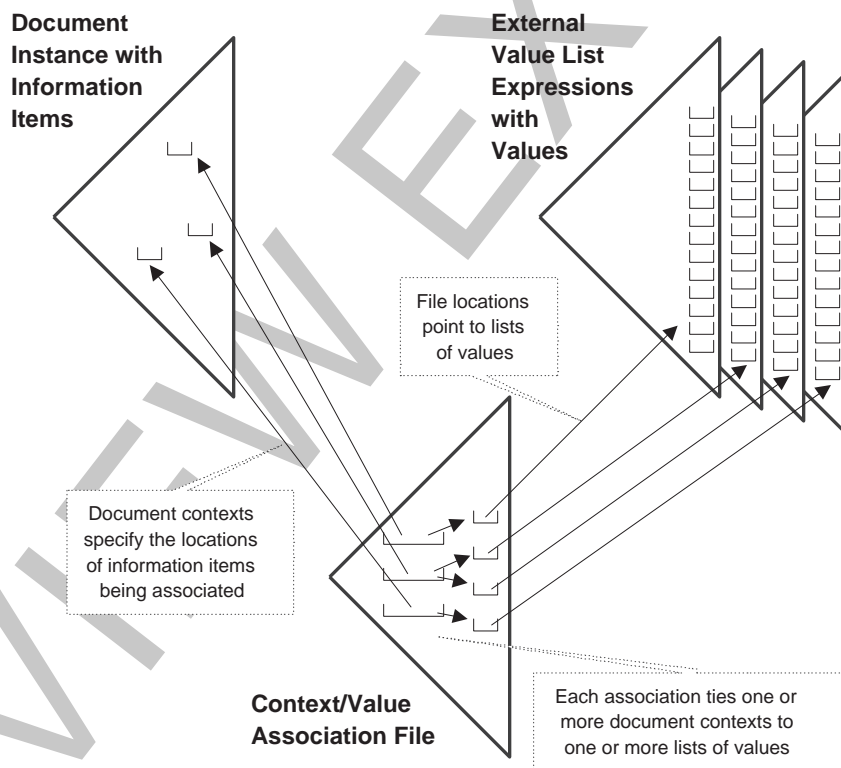 Document
Instance with
Information
Items
External
Value List
Expressions
with
Values
File locations
point to lists
of values
Document contexts
specify the locations
of information items
being associated
Context/Value
Association File
Each association ties one or
more document contexts to
one or more lists of values
VIEW EX